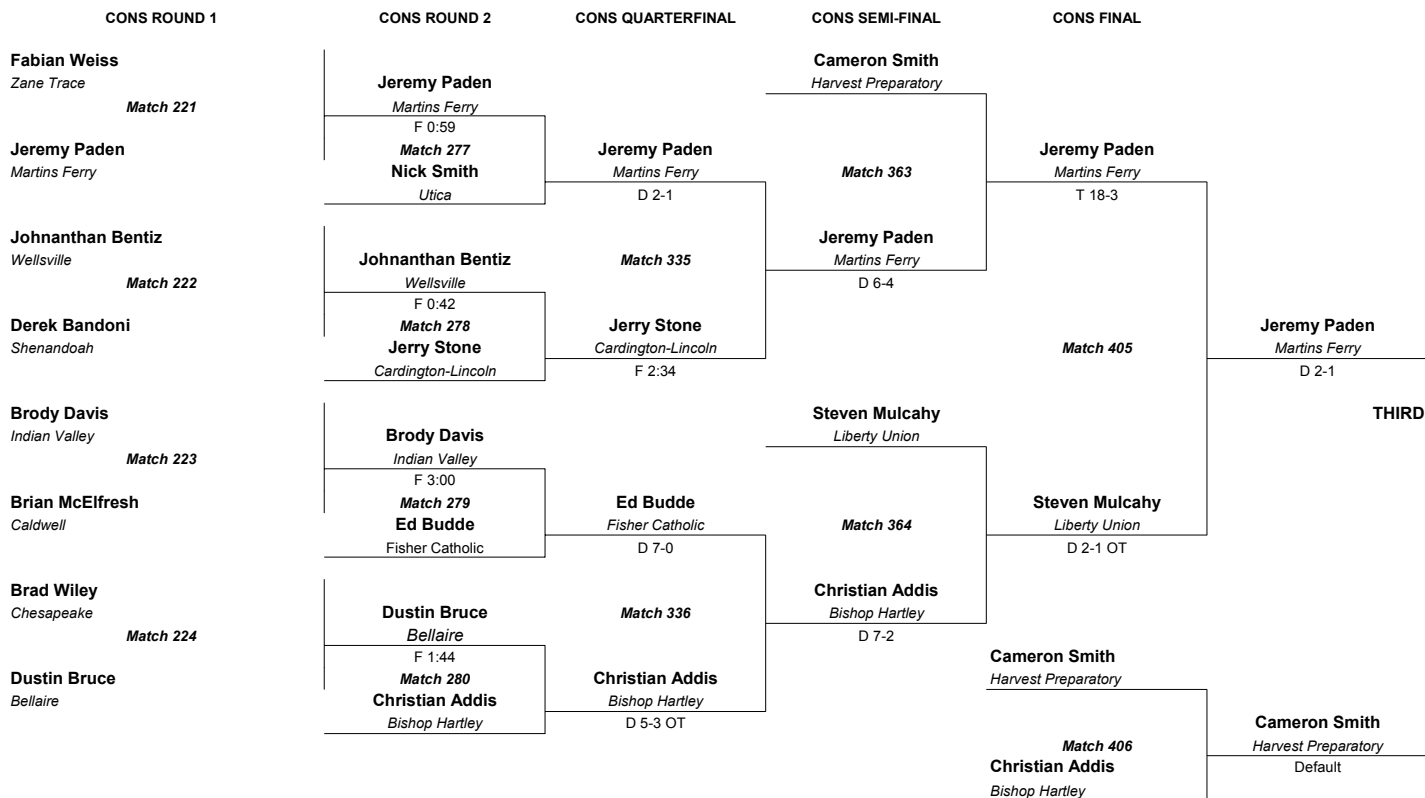 CONS ROUND 1
CONS ROUND 2
CONS QUARTERFINAL
CONS SEMI-FINAL
CONS FINAL
Fabian Weiss
Zane Trace
Match 221
Jeremy Paden
Martins Ferry
Johnanthan Bentiz
Wellsville
Match 222
Derek Bandoni
Shenandoah
Brody Davis
Indian Valley
Match 223
Brian McElfresh
Caldwell
Brad Wiley
Chesapeake
Match 224
Dustin Bruce
Bellaire
Jeremy Paden
Martins Ferry
F 0:59
Match 277
Nick Smith
Utica
Johnanthan Bentiz
Wellsville
F 0:42
Match 278
Jerry Stone
Cardington-Lincoln
Brody Davis
Indian Valley
F 3:00
Match 279
Ed Budde
Fisher Catholic
Dustin Bruce
Bellaire
F 1:44
Match 280
Christian Addis
Bishop Hartley
Jeremy Paden
Martins Ferry
D 2-1
Match 335
Jerry Stone
Cardington-Lincoln
F 2:34
Ed Budde
Fisher Catholic
D 7-0
Match 336
Christian Addis
Bishop Hartley
D 5-3 OT
Cameron Smith
Harvest Preparatory
Match 363
Jeremy Paden
Martins Ferry
D 6-4
Steven Mulcahy
Liberty Union
Match 364
Christian Addis
Bishop Hartley
D 7-2
Jeremy Paden
Martins Ferry
T 18-3
Match 405
Steven Mulcahy
Liberty Union
D 2-1 OT
Cameron Smith
Harvest Preparatory
Match 406
Christian Addis
Bishop Hartley
Jeremy Paden
Martins Ferry
D 2-1
THIRD
Cameron Smith
Harvest Preparatory
Default